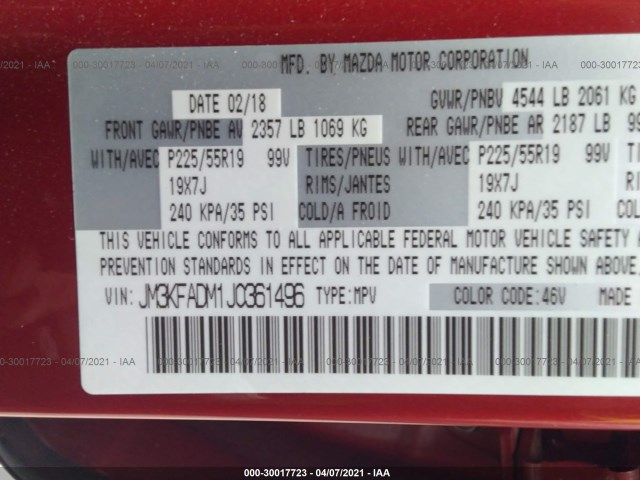 000-30017723 - 04/07/2021 - IAA
MFD. BY MAZDA MOTOR CORPORATION
DATE 02/18
GVWR/PNBV 4544 LB 2061 KG
FRONT GAWR/PNBE AV 2357 LB 1069 KG
REAR GAWR/PNBE AR 2187 LB
WITH/AVEC P225/55R19 99V TIRES/PNEUS WITH/AVEC P225/55R19 99V
19X7J RIMS/JANTES 19X7J
240 KPA/35 PSI COLD/A FROID 240 KPA/35 PSI
THIS VEHICLE CONFORMS TO ALL APPLICABLE FEDERAL MOTOR VEHICLE SAFETY
PREVENTION STANDARDS IN EFFECT ON THE DATE OF MANUFACTURE SHOWN ABOVE.
VIN: JM3KFADM1JC361496 TYPE:MPV COLOR CODE:46V MADE
000-30017723 - 04/07/2021 - IAA
000-30017723 - 04/07/2021 - IAA